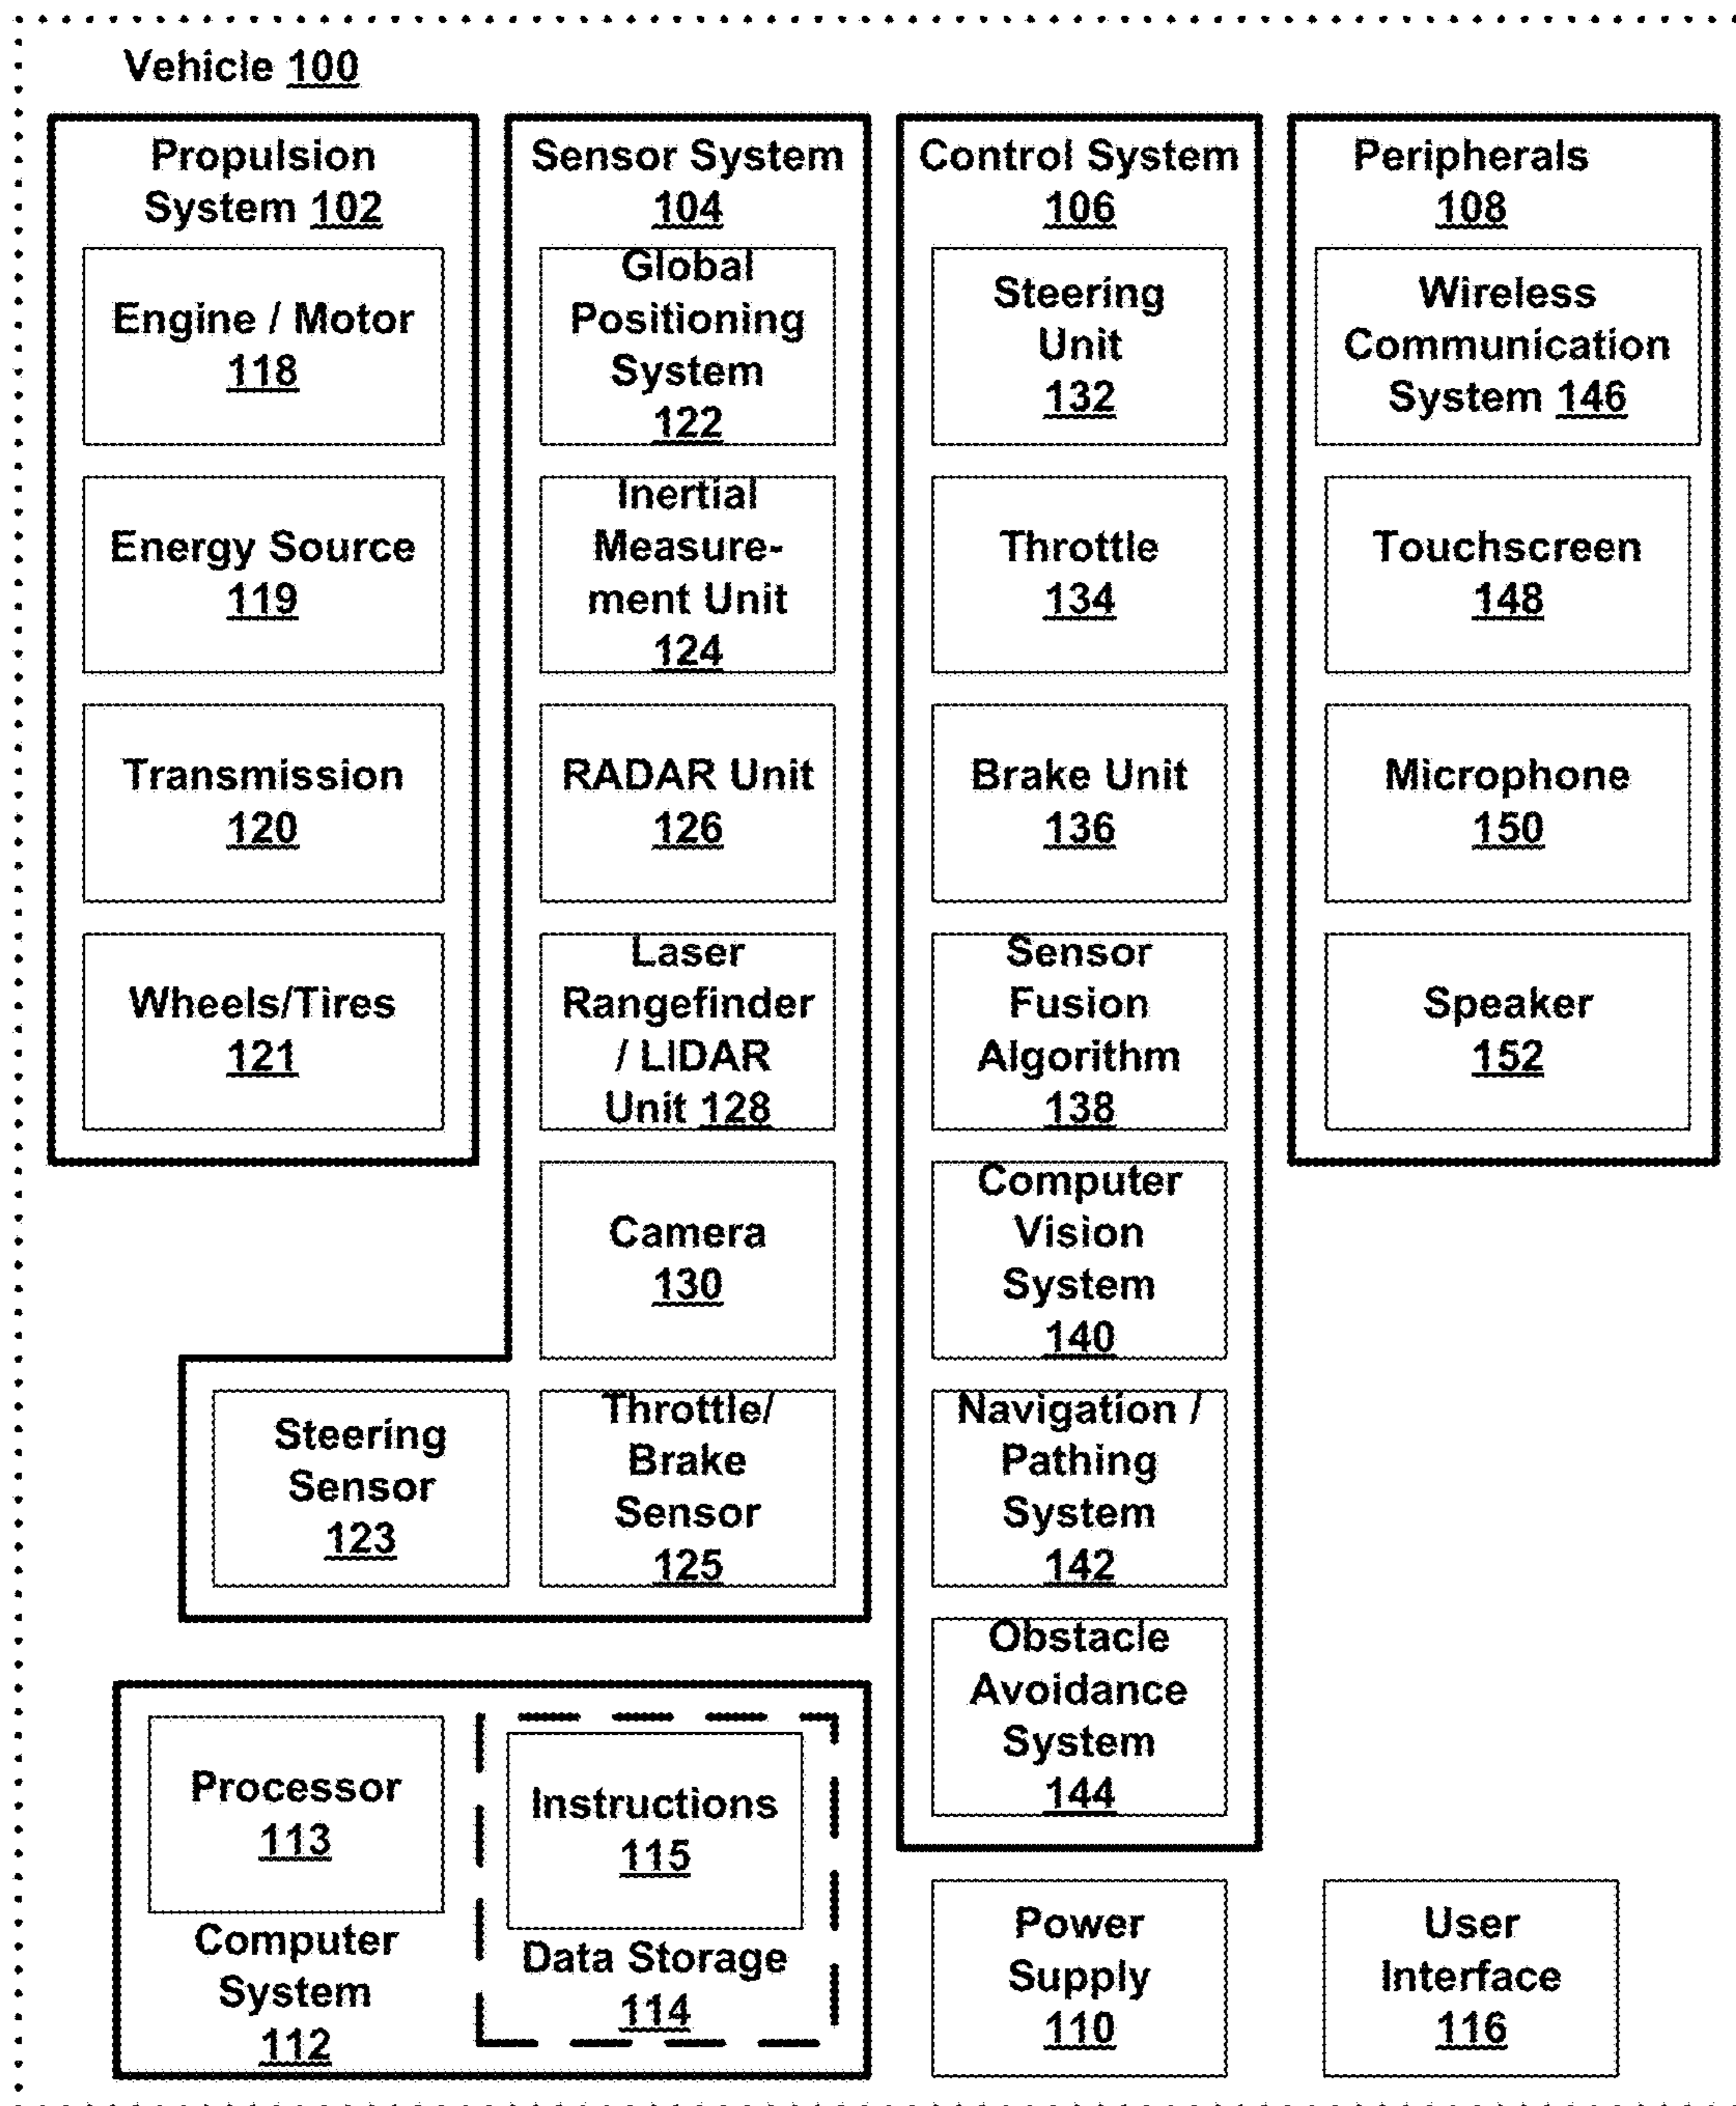 Vehicle 100
Propulsion
System 102
Engine / Motor
118
Energy Source
119
Transmission
120
Wheels/Tires
121
Sensor System
104
Global
Positioning
System
122
Inertial
Measure-
ment Unit
124
RADAR Unit
126
Laser
Rangefinder
/ LIDAR
Unit 128
Camera
130
Steering
Sensor
123
Throttle/
Brake
Sensor
125
Control System
106
Steering
Unit
132
Throttle
134
Brake Unit
136
Sensor
Fusion
Algorithm
138
Computer
Vision
System
140
Navigation /
Pathing
System
142
Obstacle
Avoidance
System
144
Peripherals
108
Wireless
Communication
System 146
Touchscreen
148
Microphone
150
Speaker
152
Processor
113
Computer
System
112
Instructions
115
Data Storage
114
Power
Supply
110
User
Interface
116